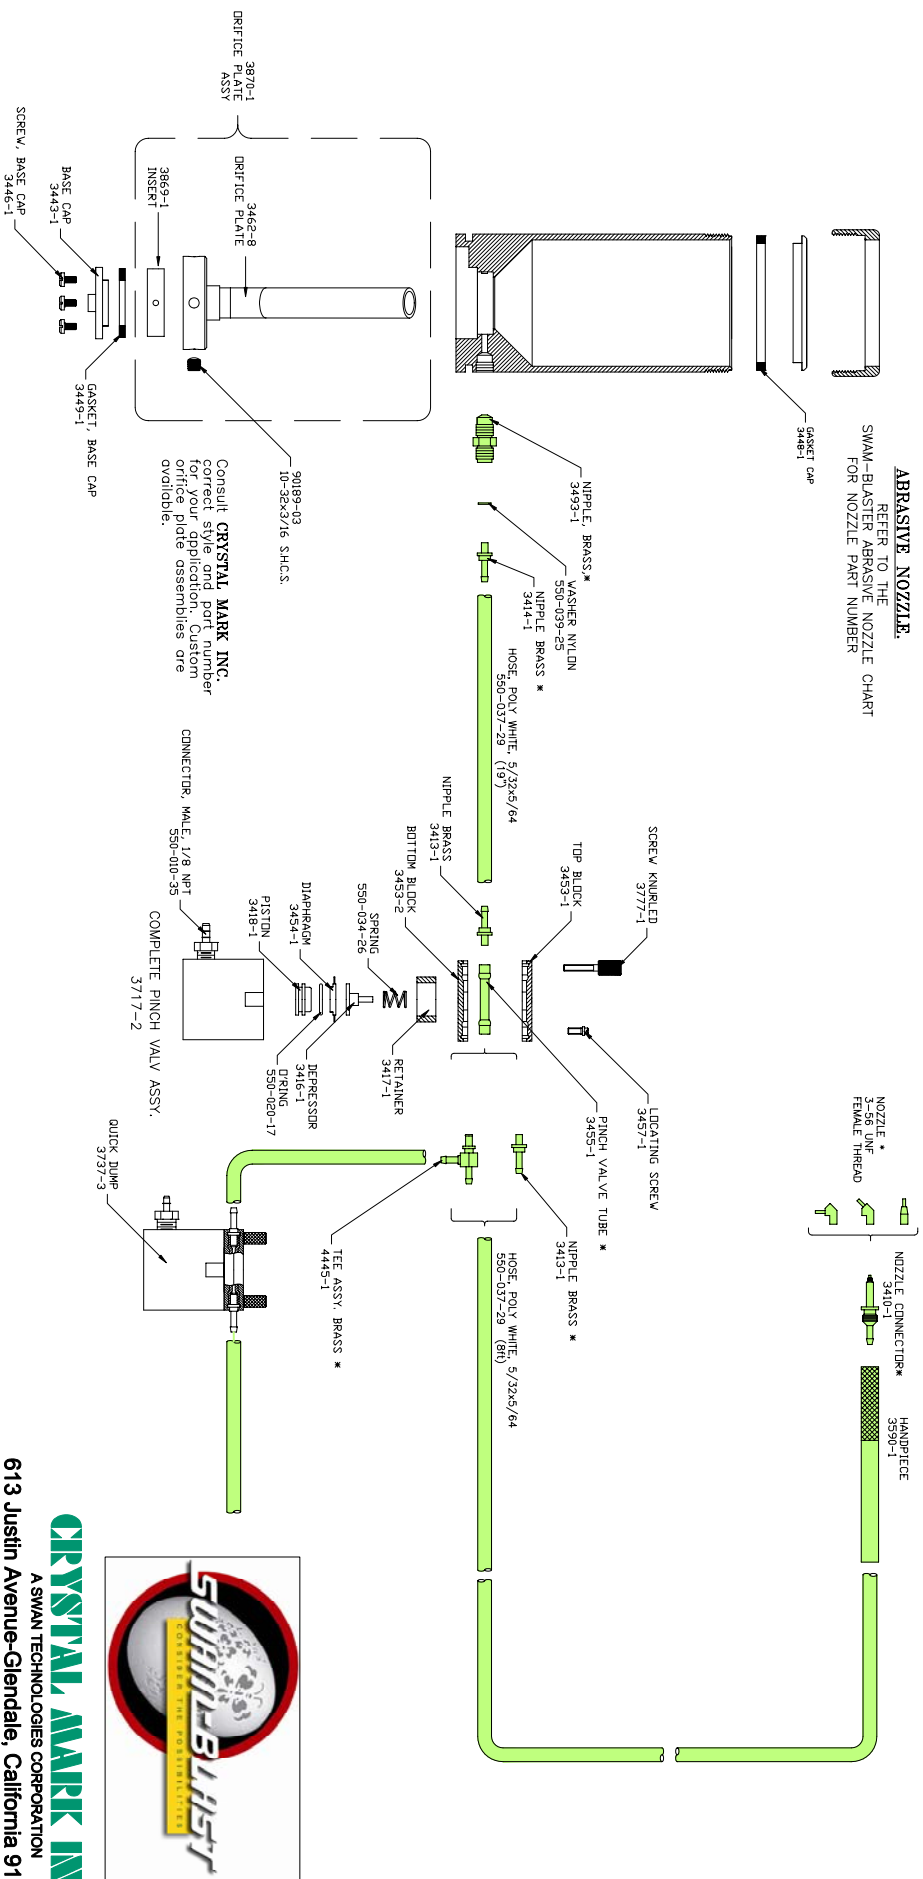 ABRASIVE NOZZLE.
REFER TO THE
SWAM-BLASTER ABRASIVE NOZZLE CHART
FOR NOZZLE PART NUMBER
GASKET CAP
3448-1
3870-1
ORIFICE PLATE
ASSY
3462-8
ORIFICE PLATE
3869-1
INSERT
BASE CAP
3443-1
SCREW, BASE CAP
3446-1
GASKET, BASE CAP
3449-1
90189-03
10-32x3/16 S.H.C.S.
Consult CRYSTAL MARK INC.
correct style and part number
for your application. Custom
orifice plate assemblies are
available.
NIPPLE, BRASS,*
3493-1
WASHER NYLON
550-039-25
NIPPLE BRASS *
3414-1
HOSE, POLY WHITE, 5/32x5/64
550-037-29 (19")
NIPPLE BRASS
3413-1
BOTTOM BLOCK
3453-2
TOP BLOCK
3453-1
SCREW KNURLED
3777-1
LOCATING SCREW
3457-1
PINCH VALVE TUBE *
3455-1
SPRING
550-034-26
DIAPHRAGM
3454-1
PISTON
3418-1
CONNECTOR, MALE, 1/8 NPT
550-010-35
COMPLETE PINCH VALV ASSY.
3717-2
RETAINER
3417-1
DEPRESSOR
3416-1
O'RING
550-020-17
QUICK DUMP
3737-3
NIPPLE BRASS *
3413-1
TEE ASSY. BRASS *
4445-1
HOSE, POLY WHITE, 5/32x5/64
550-037-29 (8ft)
NOZZLE *
3-56 UNF
FEMALE THREAD
NOZZLE CONNECTOR*
3410-1
HANDPIECE
3590-1
SWAM-BLAST
CONSIDER THE POSSIBILITIES
CRYSTAL MARK IN
A SWAN TECHNOLOGIES CORPORATION
613 Justin Avenue-Glendale, California 91